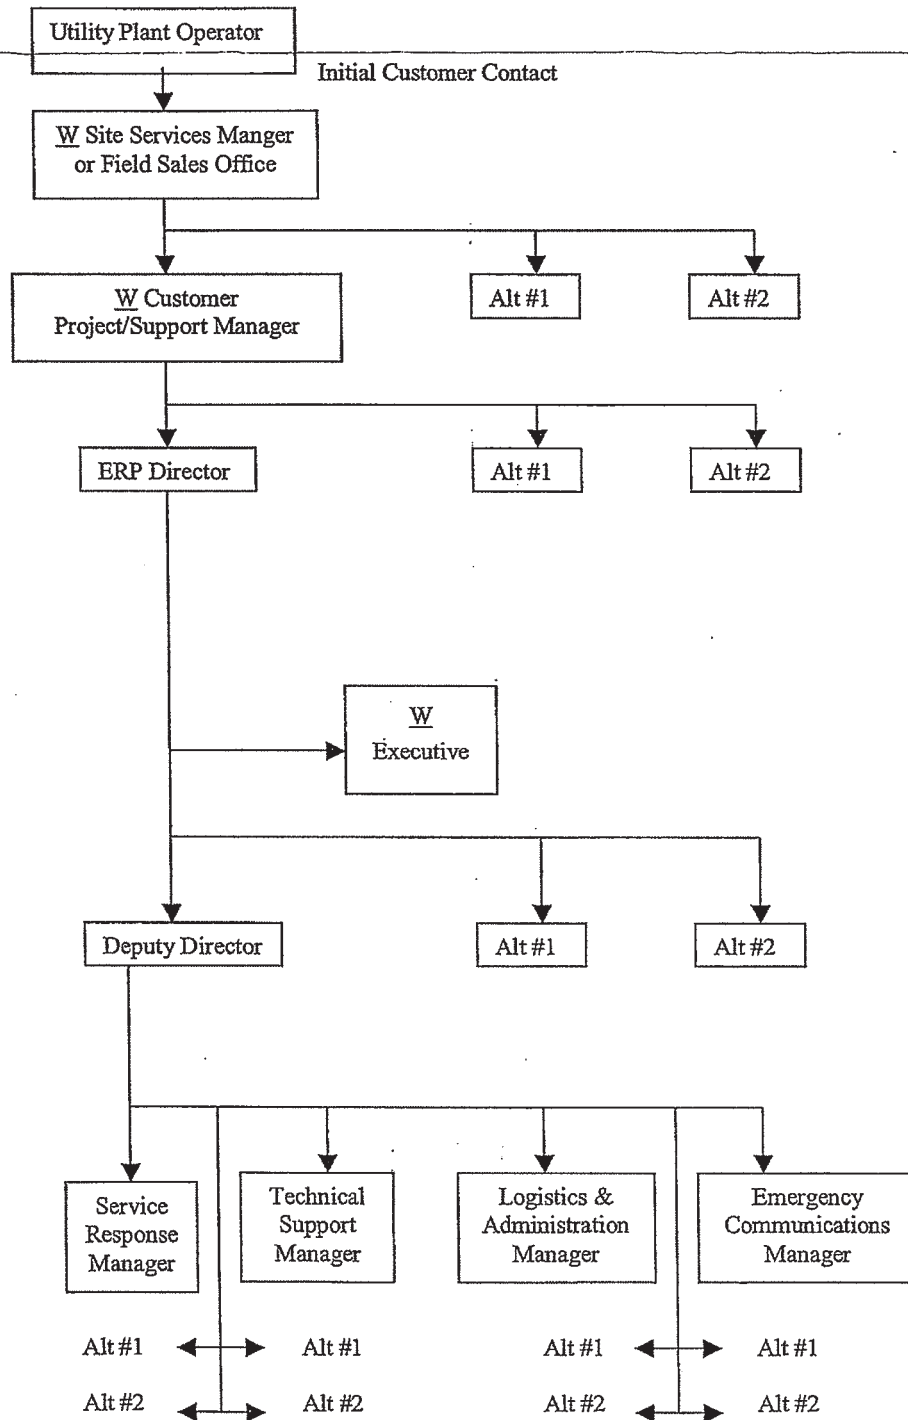 Utility Plant Operator
Initial Customer Contact
W Site Services Manger
or Field Sales Office
W Customer
Project/Support Manager
Alt #1
Alt #2
ERP Director
Alt #1
Alt #2
W
Executive
Deputy Director
Alt #1
Alt #2
Service
Response
Manager
Technical
Support
Manager
Logistics &
Administration
Manager
Emergency
Communications
Manager
Alt #1
Alt #1
Alt #1
Alt #1
Alt #2
Alt #2
Alt #2
Alt #2